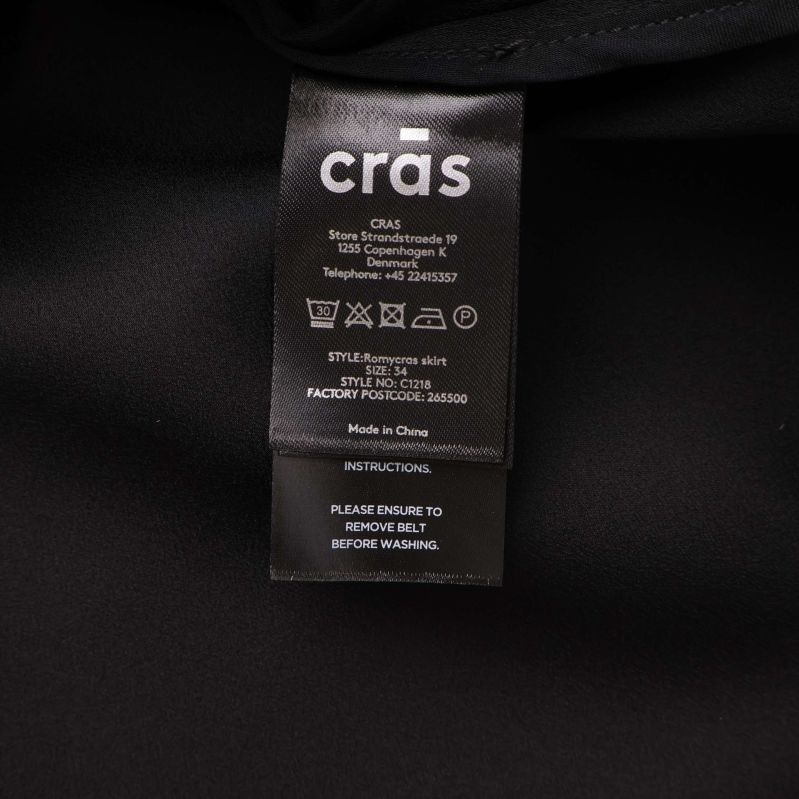 crās
CRAS
Store Strandstraede 19
1255 Copenhagen K
Denmark
Telephone: +45 22415357
30
P
STYLE:Romycras skirt
SIZE: 34
STYLE NO: C1218
FACTORY POSTCODE: 265500
Made in China
INSTRUCTIONS.
PLEASE ENSURE TO
REMOVE BELT
BEFORE WASHING.